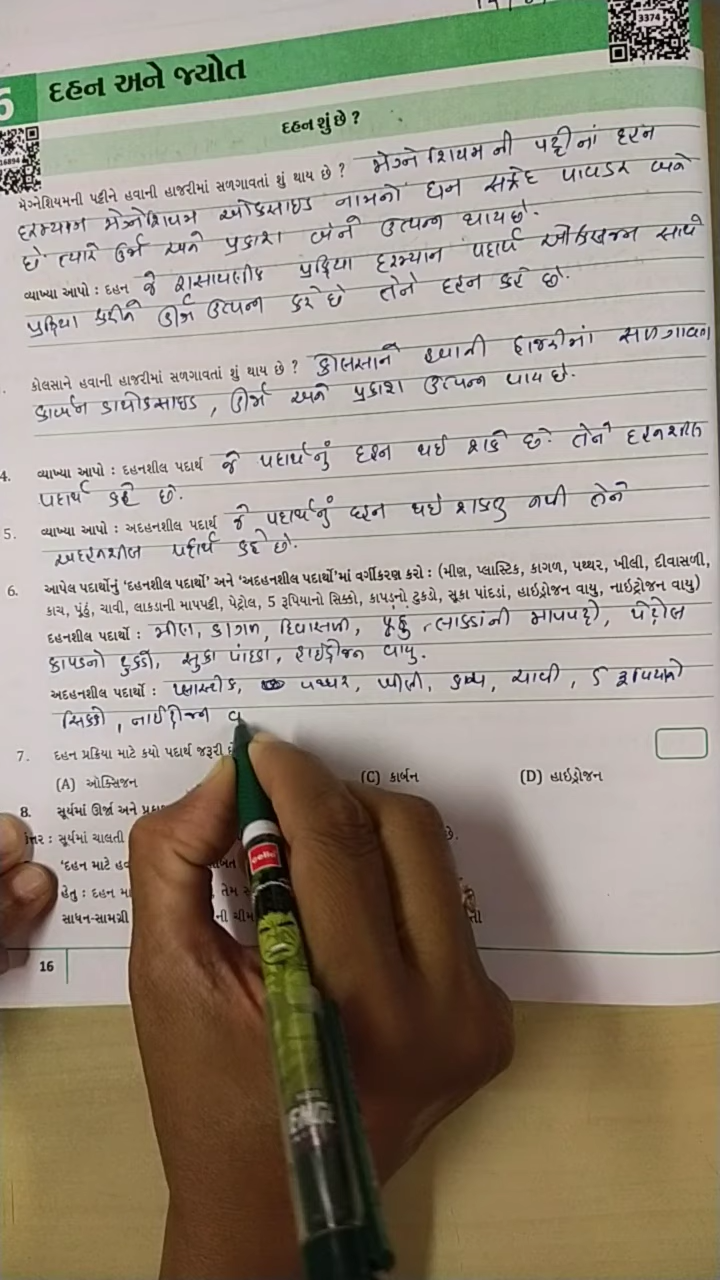 3374
6 દહન અને જ્યોત
16894
દહન શું છે ?
મૅગ્નેશિયમની પટ્ટીને હવાની હાજરીમાં સળગાવતાં શું થાય છે ? મેગ્નેશિયમ ની પટ્ટીનાં દહન
દરમ્યાન મેગ્નેશિયમ ઓક્સાઇડ નામનો ઘન સફેદ પાવડર બને
છે ત્યારે ઉર્જા અને પ્રકાશ બંને ઉત્પન્ન થાય છે.
વ્યાખ્યા આપો : દહન જે રાસાયણીક પ્રક્રિયા દરમ્યાન પદાર્થ ઓક્સિજન સાથે
પ્રક્રિયા કરીને ઊર્જા ઉત્પન્ન કરે છે તેને દહન કહે છે.
કોલસાને હવાની હાજરીમાં સળગાવતાં શું થાય છે ? કોલસાને હવાની હાજરીમાં સળગાવતા
કાર્બન ડાયોક્સાઇડ , ઊર્જા અને પ્રકાશ ઉત્પન્ન થાય છે.
4. વ્યાખ્યા આપો : દહનશીલ પદાર્થ જે પદાર્થનું દહન થઈ શકે છે. તેને દહનશીલ
પદાર્થ કહે છે.
5. વ્યાખ્યા આપો : અદહનશીલ પદાર્થ જે પદાર્થનું દહન થઈ શકતુ નથી તેને
અદહનશીલ પદાર્થ કહે છે.
6. આપેલ પદાર્થોનું ‘દહનશીલ પદાર્થો’ અને ‘અદહનશીલ પદાર્થો’માં વર્ગીકરણ કરો : (મીણ, પ્લાસ્ટિક, કાગળ, પથ્થર, ખીલી, દીવાસળી,
કાચ, પૂંઠું, ચાવી, લાકડાની માપપટ્ટી, પેટ્રોલ, 5 રૂપિયાનો સિક્કો, કાપડનો ટુકડો, સૂકા પાંદડાં, હાઇડ્રોજન વાયુ, નાઇટ્રોજન વાયુ)
દહનશીલ પદાર્થો : મીણ, કાગળ, દિવાસળી, પૂઠ્ઠુ, લાકડાંની માપપટ્ટી, પેટ્રોલ
કાપડનો ટુકડો, સુકા પાંદડા, હાઇડ્રોજન વાયુ.
અદહનશીલ પદાર્થો : પ્લાસ્ટીક, પથ્થર, ખીલી, કાચ, ચાવી, 5 રૂપિયાનો
સિક્કો , નાઈટ્રોજન વ
7. દહન પ્રક્રિયા માટે કયો પદાર્થ જરૂરી
(A) ઓક્સિજન (C) કાર્બન (D) હાઇડ્રોજન
8. સૂર્યમાં ઊર્જા અને
સૂર્યમાં ચાલતી છે.
‘દહન માટે
હેતુ : દહન
સાધન-સામગ્રી
16
cello